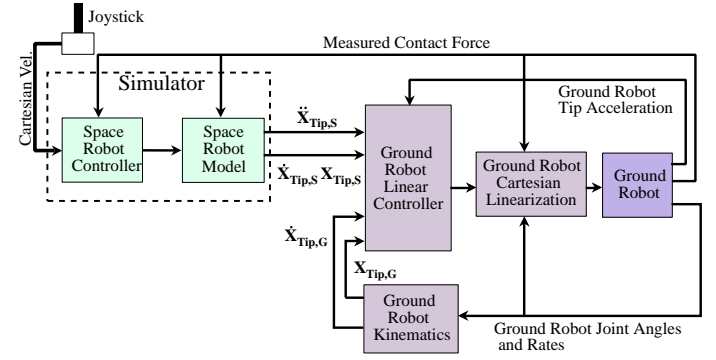 Joystick
Measured Contact Force
Cartesian Vel.
Simulator
Ground Robot
Tip Acceleration
Space
Robot
Controller
Space
Robot
Model
Ẍ_Tip,S
Ẋ_Tip,S X_Tip,S
Ground
Robot
Linear
Controller
Ground Robot
Cartesian
Linearization
Ground
Robot
Ẋ_Tip,G
X_Tip,G
Ground
Robot
Kinematics
Ground Robot Joint Angles
and Rates